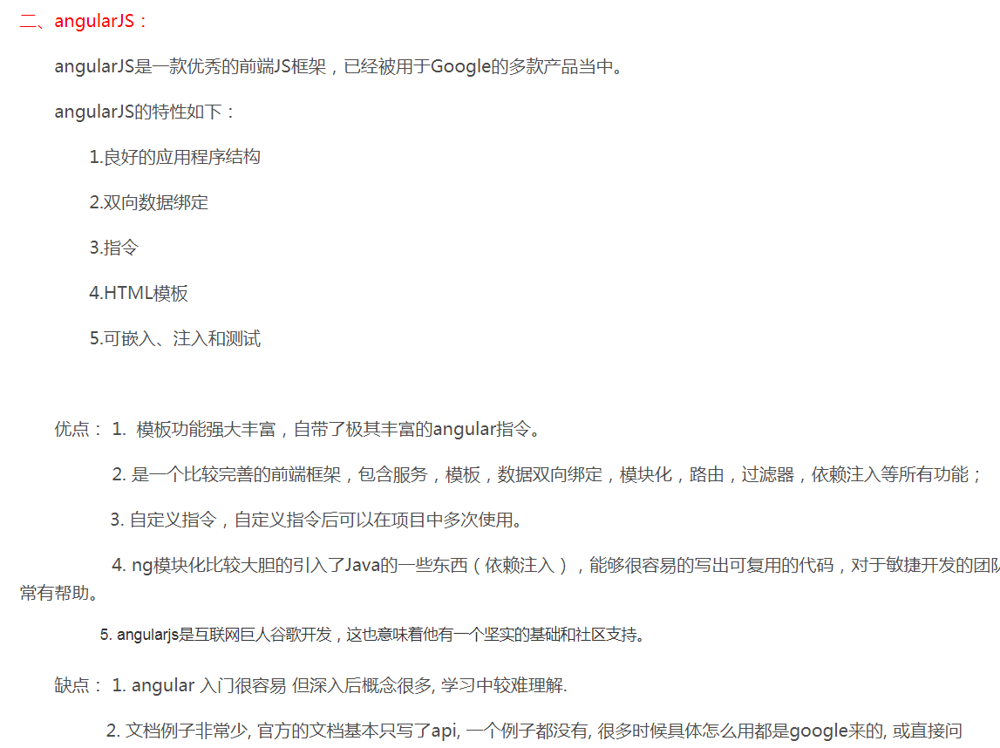 二、angularJS：
angularJS是一款优秀的前端JS框架，已经被用于Google的多款产品当中。
angularJS的特性如下：
1.良好的应用程序结构
2.双向数据绑定
3.指令
4.HTML模板
5.可嵌入、注入和测试
优点： 1. 模板功能强大丰富，自带了极其丰富的angular指令。
2. 是一个比较完善的前端框架，包含服务，模板，数据双向绑定，模块化，路由，过滤器，依赖注入等所有功能；
3. 自定义指令，自定义指令后可以在项目中多次使用。
4. ng模块化比较大胆的引入了Java的一些东西（依赖注入），能够很容易的写出可复用的代码，对于敏捷开发的团队
常有帮助。
5. angularjs是互联网巨人谷歌开发，这也意味着他有一个坚实的基础和社区支持。
缺点： 1. angular 入门很容易 但深入后概念很多, 学习中较难理解.
2. 文档例子非常少, 官方的文档基本只写了api, 一个例子都没有, 很多时候具体怎么用都是google来的, 或直接问